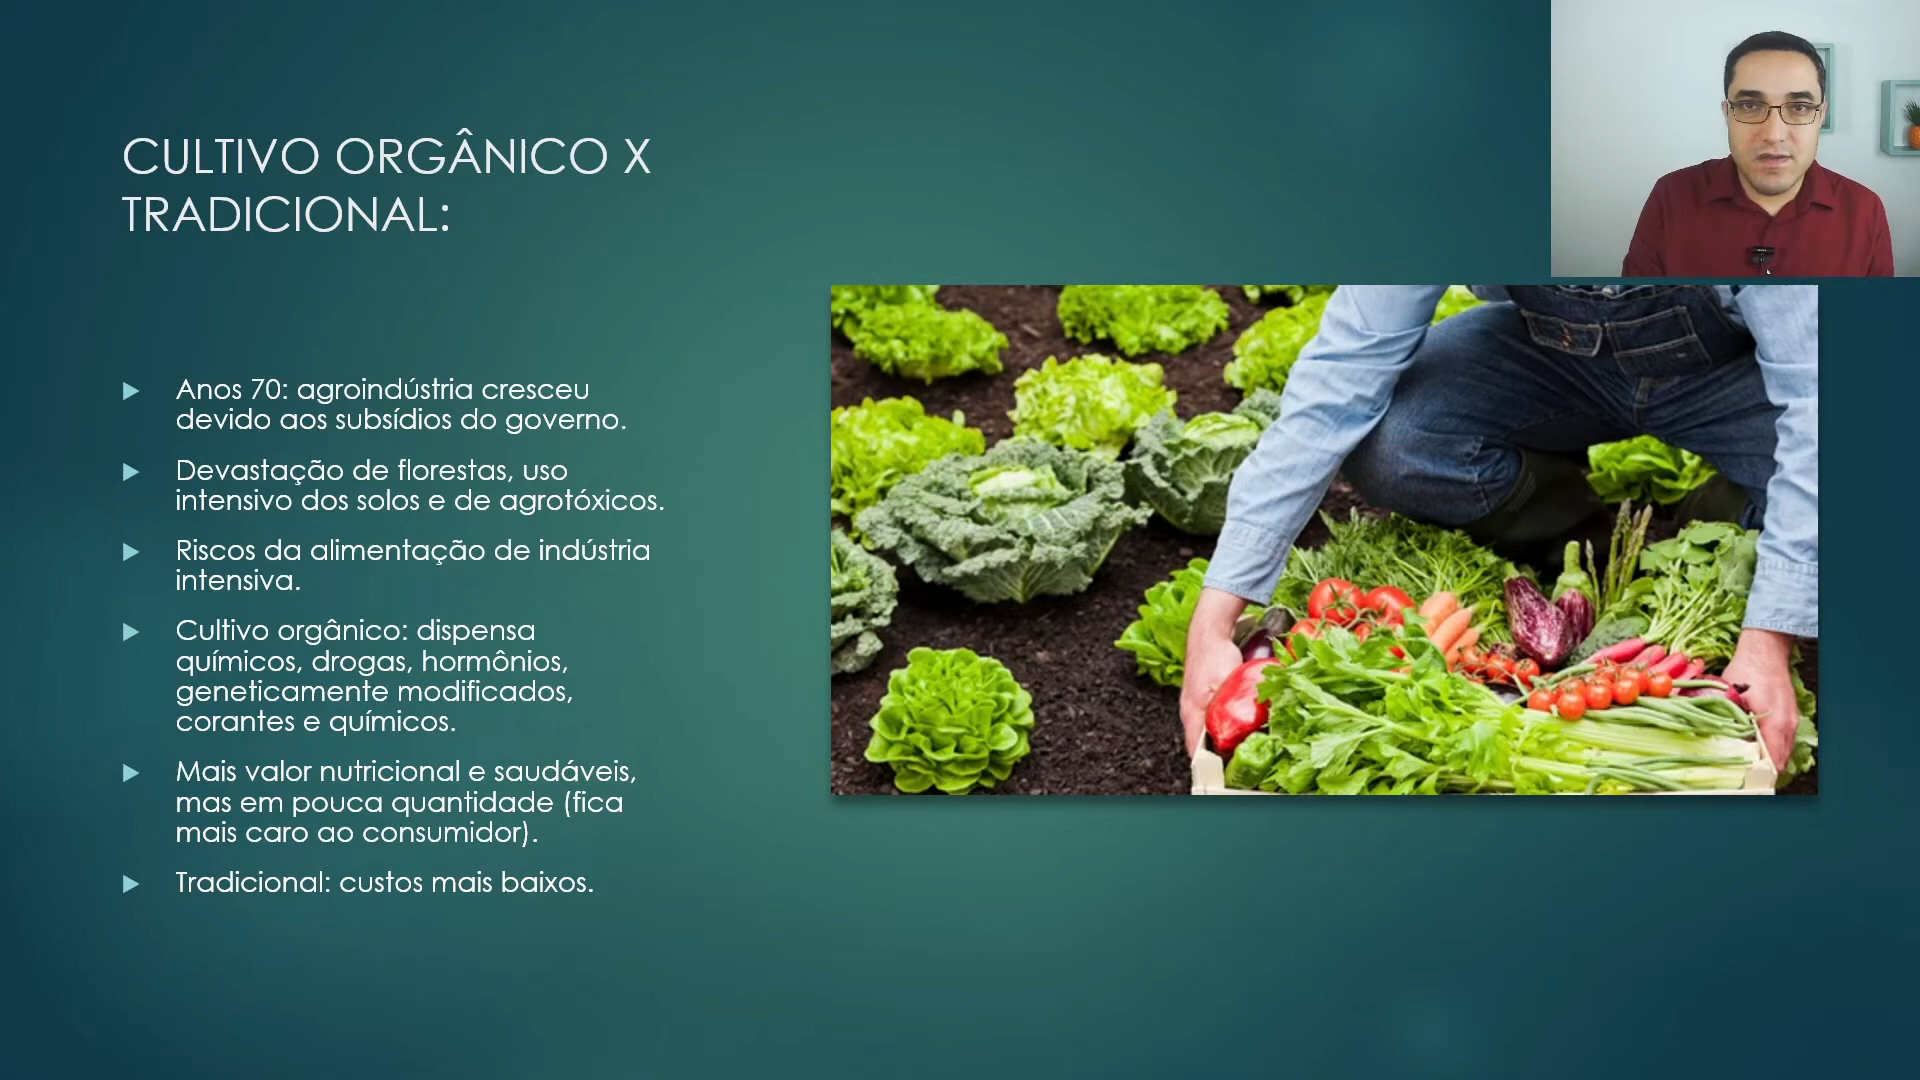 CULTIVO ORGÂNICO X
TRADICIONAL:
Anos 70: agroindústria cresceu
devido aos subsídios do governo.
Devastação de florestas, uso
intensivo dos solos e de agrotóxicos.
Riscos da alimentação de indústria
intensiva.
Cultivo orgânico: dispensa
químicos, drogas, hormônios,
geneticamente modificados,
corantes e químicos.
Mais valor nutricional e saudáveis,
mas em pouca quantidade (fica
mais caro ao consumidor).
Tradicional: custos mais baixos.